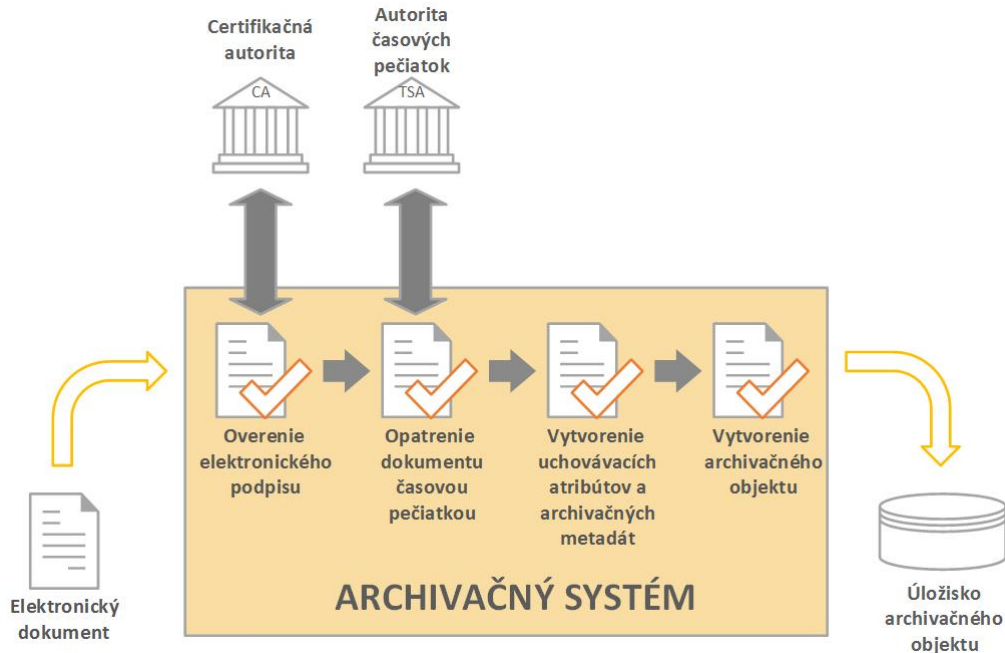 Certifikačná
autorita
CA
Autorita
časových
pečiatok
TSA
Overenie
elektronického
podpisu
Opatrenie
dokumentu
časovou
pečiatkou
Vytvorenie
uchovávacích
atribútov a
archivačných
metadát
Vytvorenie
archivačného
objektu
ARCHIVAČNÝ SYSTÉM
Elektronický
dokument
Úložisko
archivačného
objektu